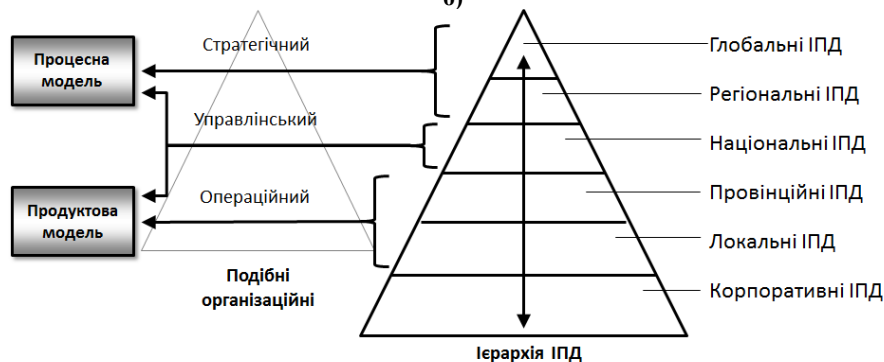 б)
Стратегічний
Процесна
модель
Управлінський
Операційний
Продуктова
модель
Подібні
організаційні
Глобальні ІПД
Регіональні ІПД
Національні ІПД
Провінційні ІПД
Локальні ІПД
Корпоративні ІПД
Ієрархія ІПД